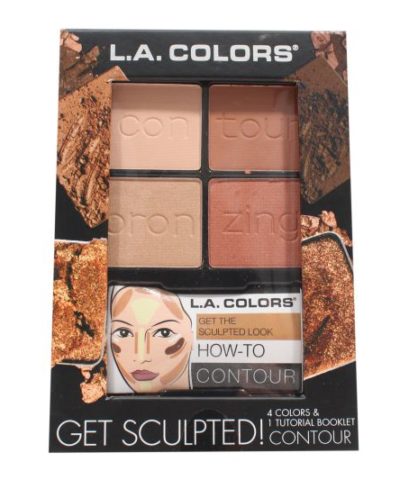 L.A. COLORS®
con tour
bron zing
L.A. COLORS®
GET THE
SCULPTED LOOK
HOW-TO
CONTOUR
GET SCULPTED!
4 COLORS &
1 TUTORIAL BOOKLET
CONTOUR